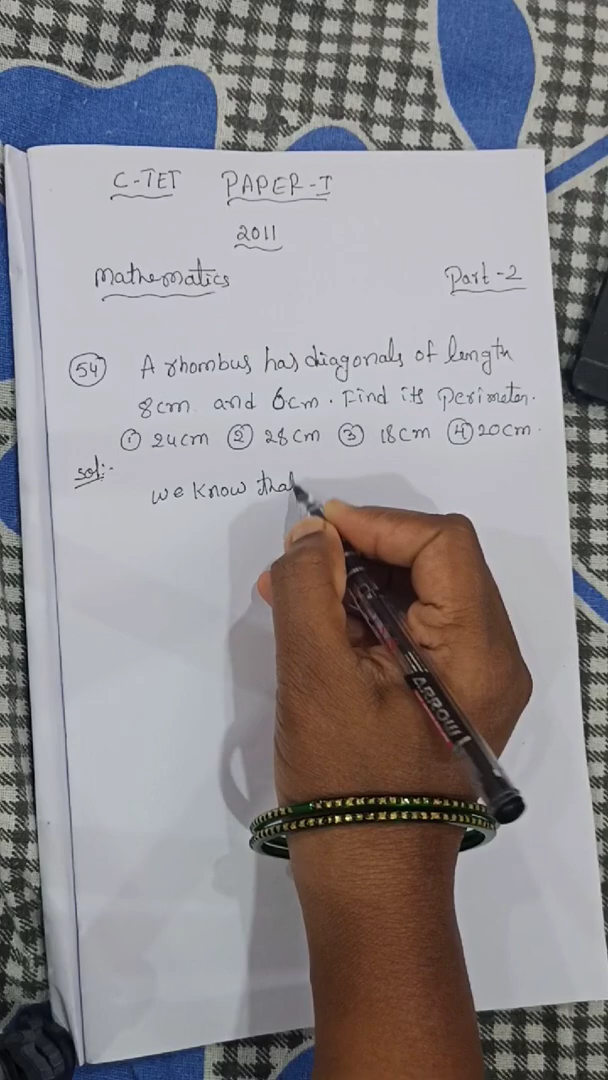 C-TET PAPER-I
2011
Mathematics Part-2
54 A rhombus has diagonals of length
8cm and 6cm. Find its perimeter.
1 24cm 2 28cm 3 18cm 4 20cm.
Sol:-
we know that
ARROW